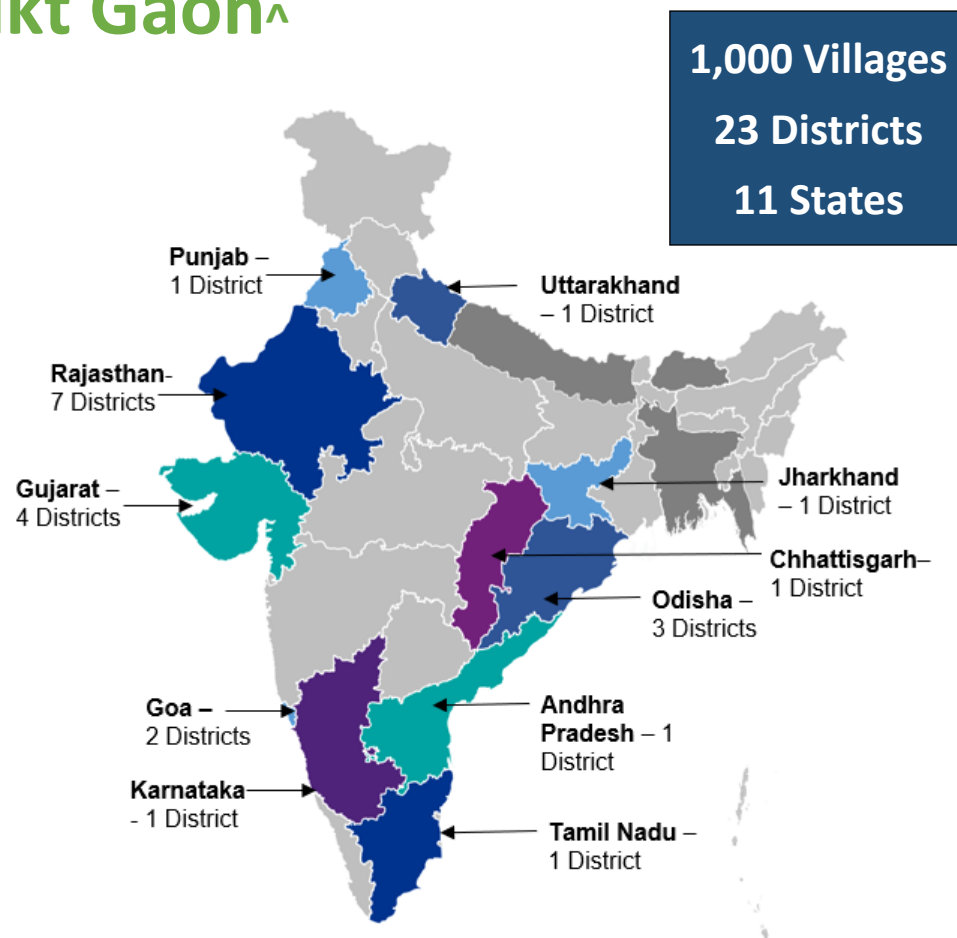 Gaon^
1,000 Villages
23 Districts
11 States
Punjab –
1 District
Uttarakhand
– 1 District
Rajasthan-
7 Districts
Gujarat –
4 Districts
Jharkhand
– 1 District
Chhattisgarh–
1 District
Odisha –
3 Districts
Goa –
2 Districts
Andhra
Pradesh – 1
District
Karnataka
- 1 District
Tamil Nadu –
1 District